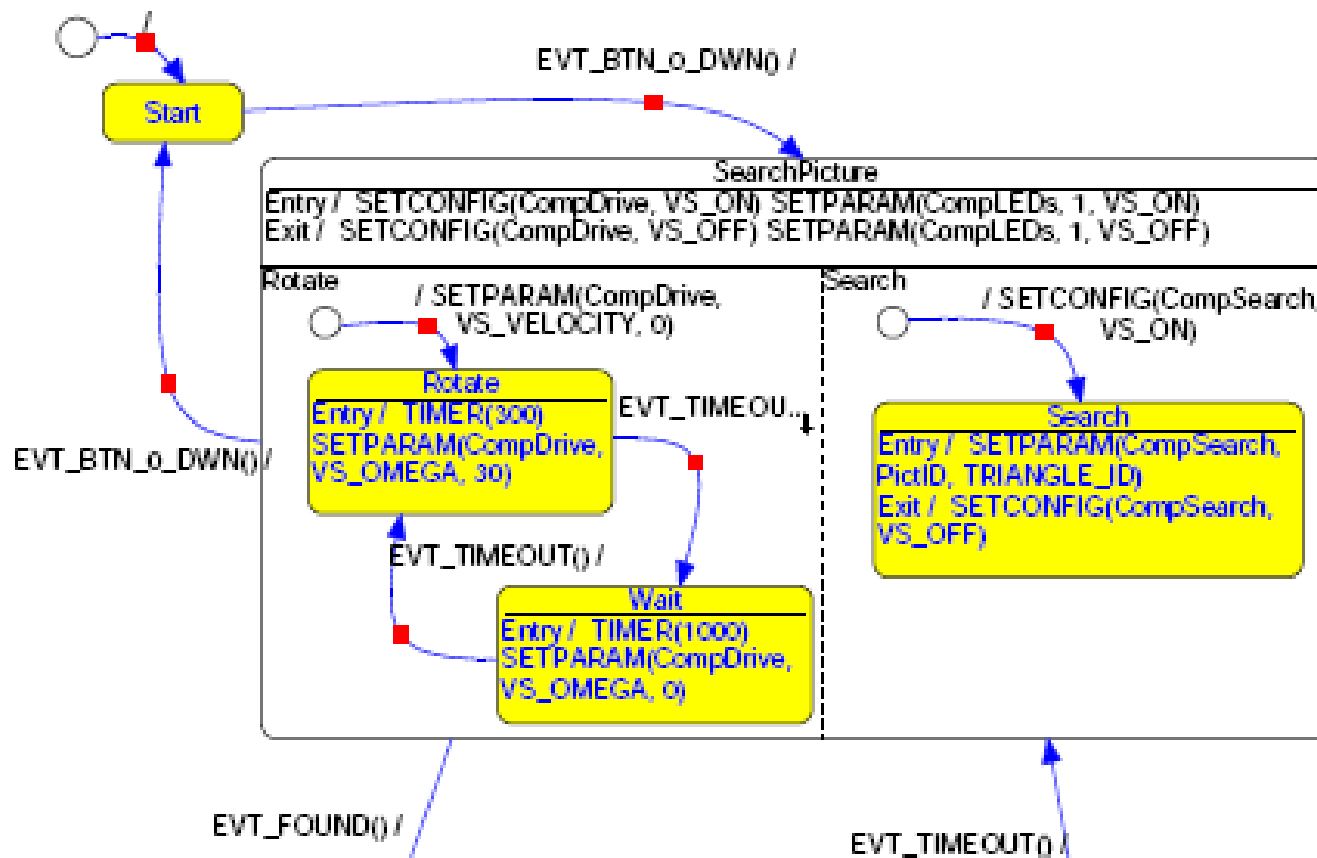 /
EVT_BTN_o_DWN() /
Start
SearchPicture
Entry / SETCONFIG(CompDrive, VS_ON) SETPARAM(CompLEDs, 1, VS_ON)
Exit / SETCONFIG(CompDrive, VS_OFF) SETPARAM(CompLEDs, 1, VS_OFF)
Rotate
/ SETPARAM(CompDrive,
VS_VELOCITY, 0)
Rotate
Entry / TIMER(300)
SETPARAM(CompDrive,
VS_OMEGA, 30)
EVT_TIMEOU...
EVT_BTN_o_DWN() /
EVT_TIMEOUT() /
Wait
Entry / TIMER(1000)
SETPARAM(CompDrive,
VS_OMEGA, 0)
Search
/ SETCONFIG(CompSearch,
VS_ON)
Search
Entry / SETPARAM(CompSearch,
PictID, TRIANGLE_ID)
Exit / SETCONFIG(CompSearch,
VS_OFF)
EVT_FOUND() /
EVT_TIMEOUT() /